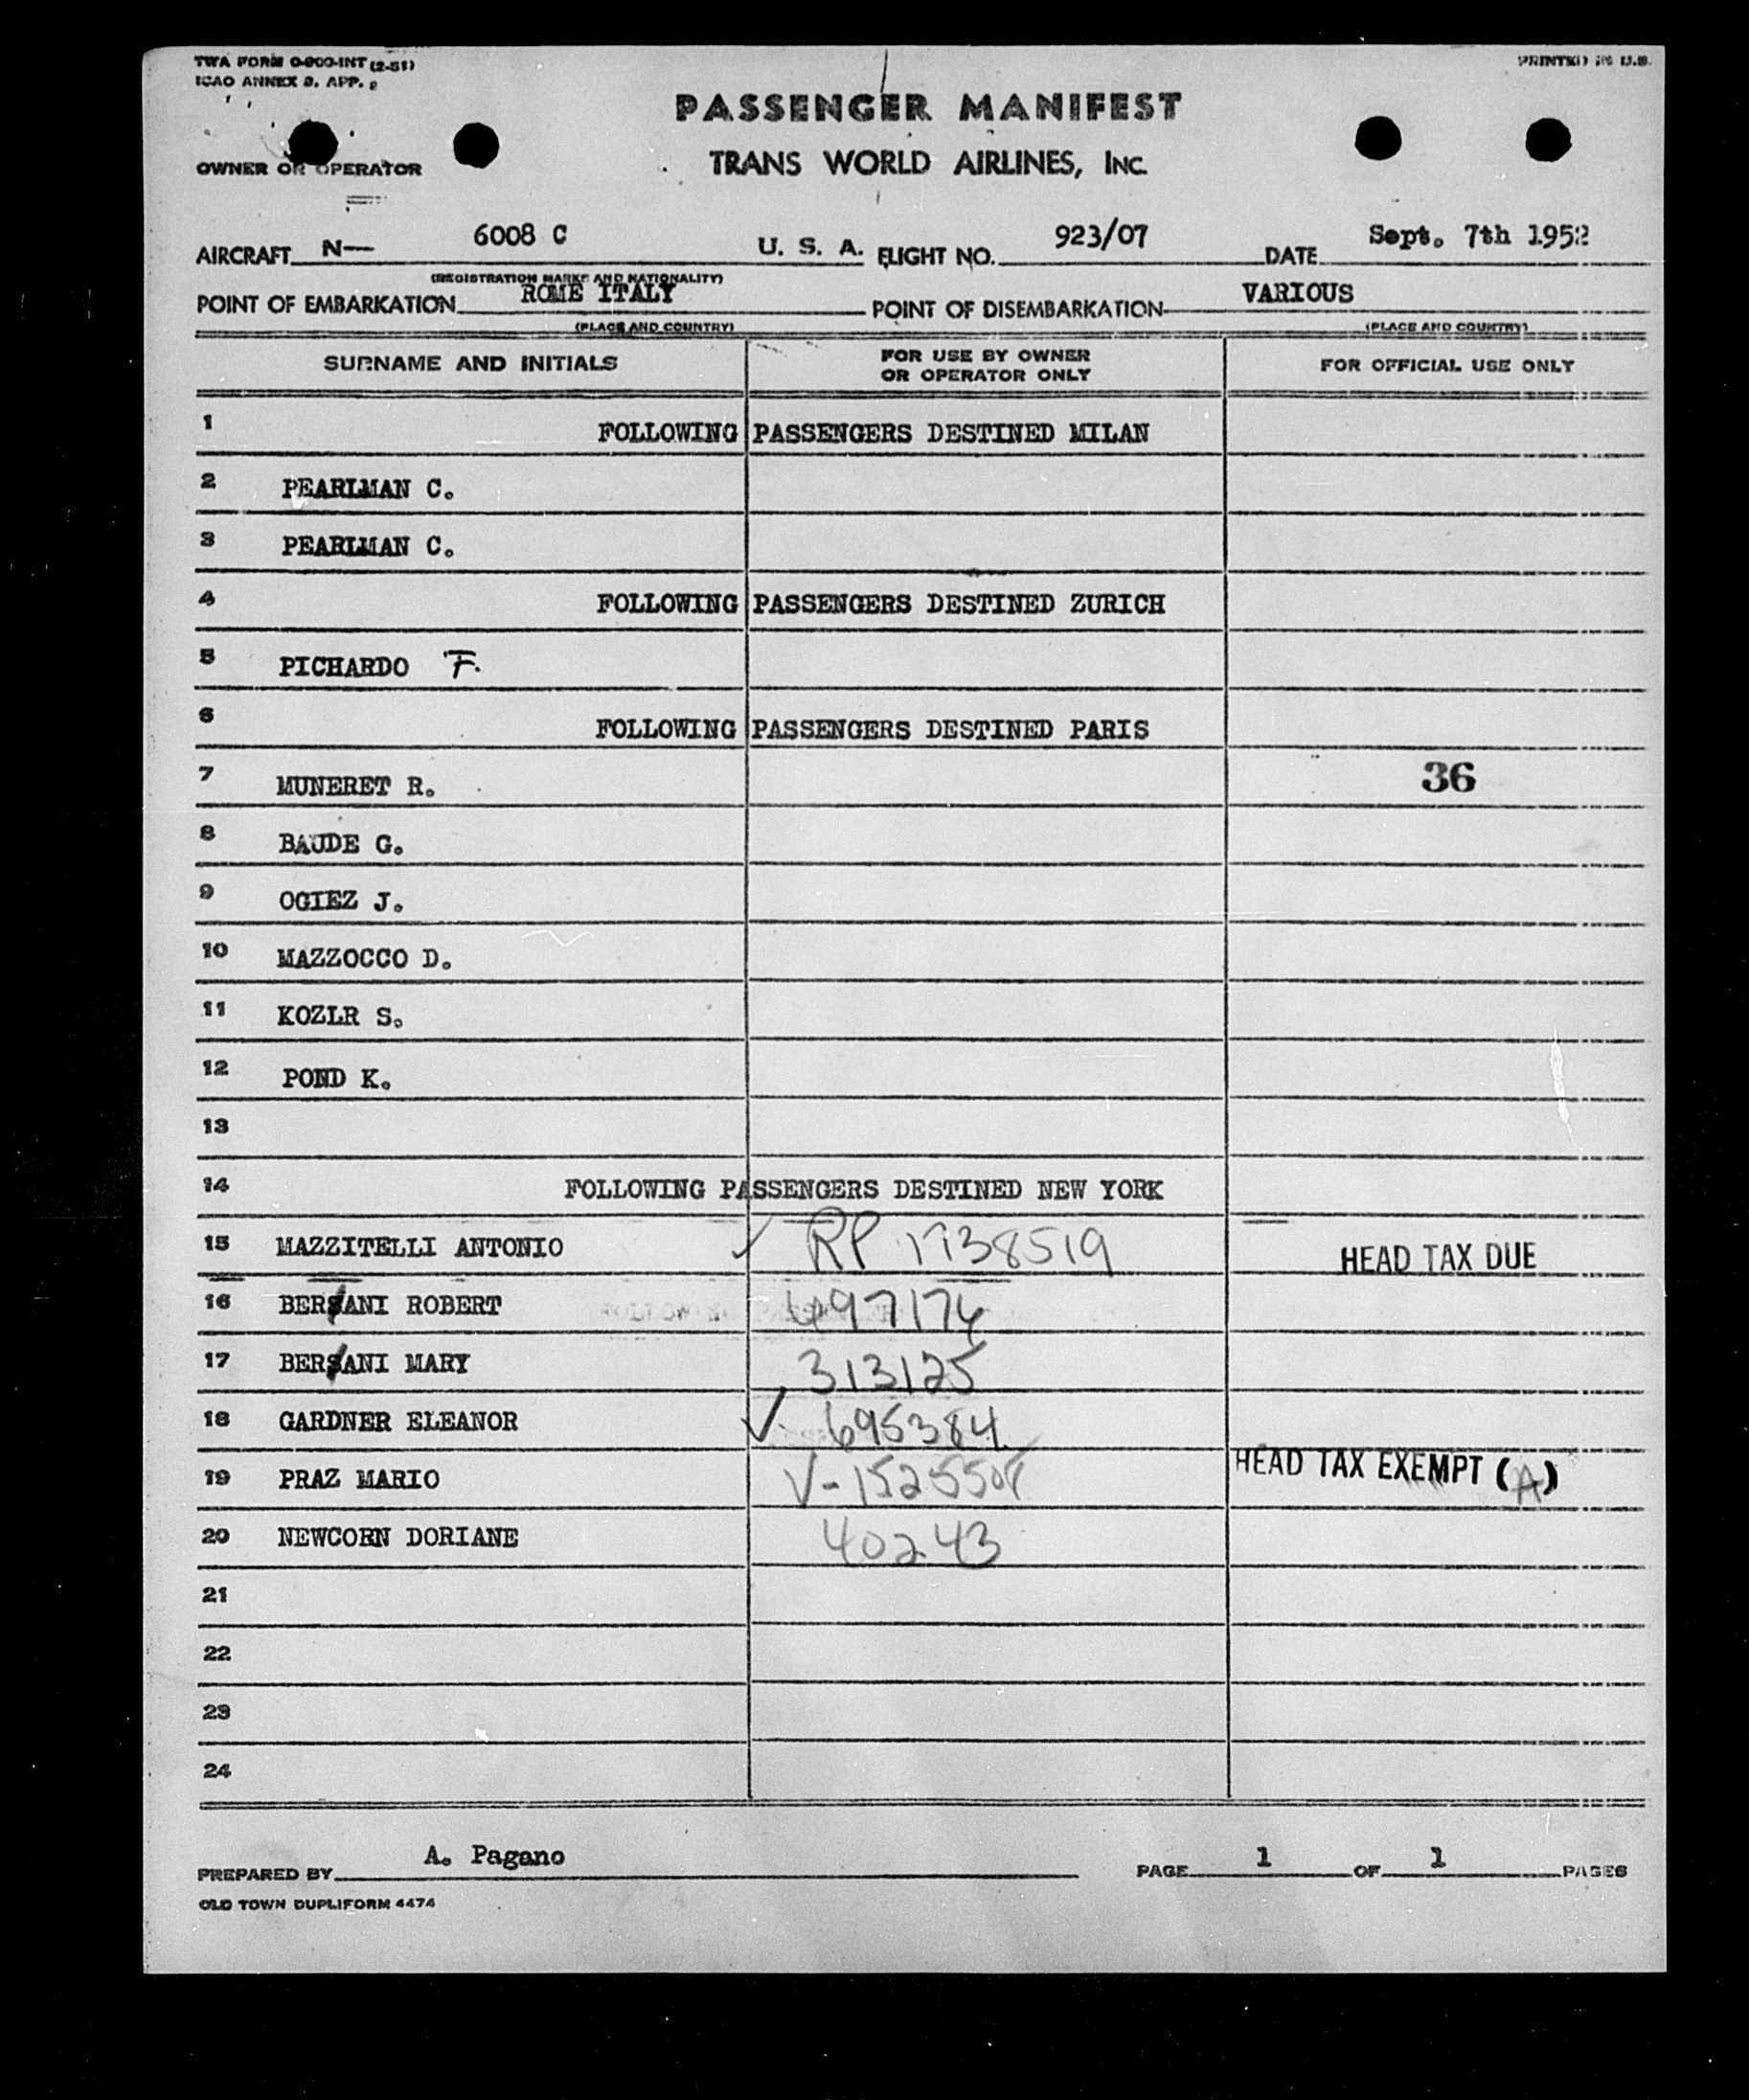 TWA FORM O-900-INT (2-51)
ICAO ANNEX 9. APP. 2
PRINTED IN U.S.
PASSENGER MANIFEST
TRANS WORLD AIRLINES, INC.
OWNER OR OPERATOR
AIRCRAFT N— 6008 C U. S. A. FLIGHT NO. 923/07 DATE Sept. 7th 1952
(REGISTRATION MARKS AND NATIONALITY)
POINT OF EMBARKATION ROME ITALY POINT OF DISEMBARKATION VARIOUS
(PLACE AND COUNTRY) (PLACE AND COUNTRY)
SURNAME AND INITIALS FOR USE BY OWNER OR OPERATOR ONLY FOR OFFICIAL USE ONLY
1 FOLLOWING PASSENGERS DESTINED MILAN
2 PEARLMAN C.
3 PEARLMAN C.
4 FOLLOWING PASSENGERS DESTINED ZURICH
5 PICHARDO F.
6 FOLLOWING PASSENGERS DESTINED PARIS
7 MUNERET R. 36
8 BAUDE G.
9 OGIEZ J.
10 MAZZOCCO D.
11 KOZLR S.
12 POND K.
13
14 FOLLOWING PASSENGERS DESTINED NEW YORK
15 MAZZITELLI ANTONIO ✓ RP 1738519 HEAD TAX DUE
16 BERSANI ROBERT 497176
17 BERSANI MARY 313125
18 GARDNER ELEANOR ✓ 695384
19 PRAZ MARIO HEAD TAX EXEMPT (A)
20 NEWCORN DORIANE 40243
21
22
23
24
PREPARED BY A. Pagano PAGE 1 OF 1 PAGES
OLD TOWN DUPLIFORM 4474